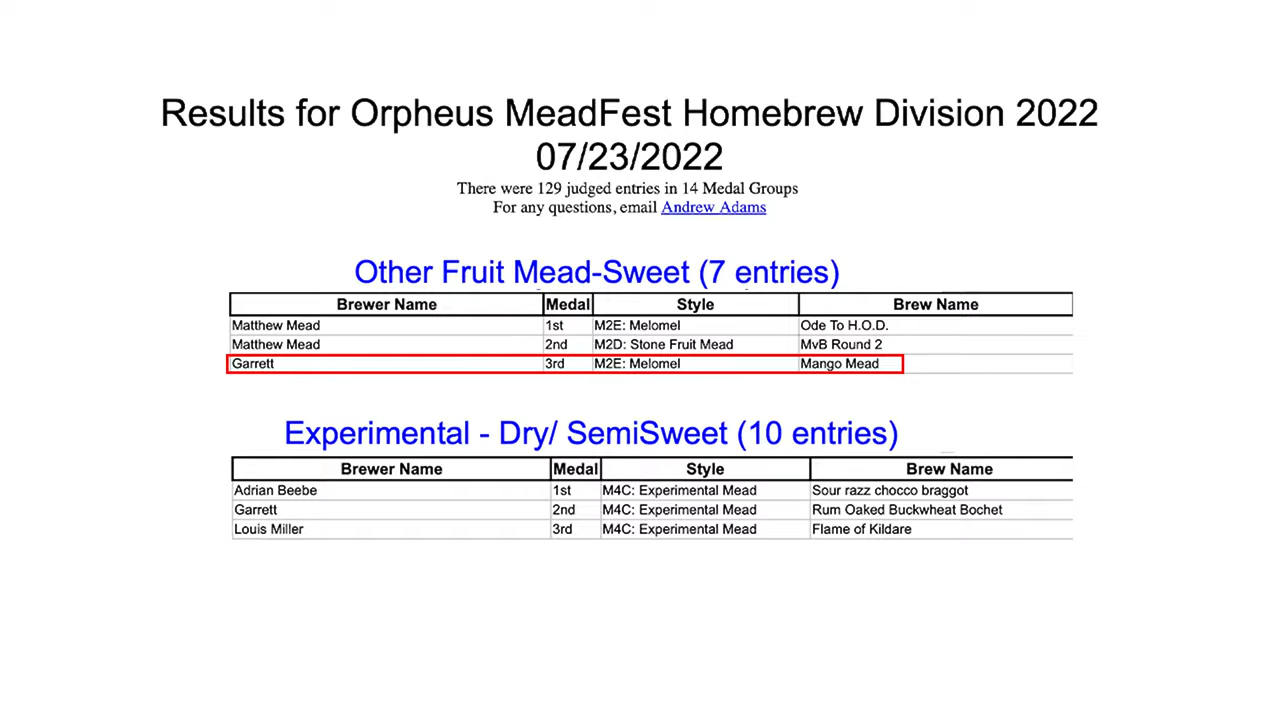 Results for Orpheus MeadFest Homebrew Division 2022
07/23/2022
There were 129 judged entries in 14 Medal Groups
For any questions, email Andrew Adams
Other Fruit Mead-Sweet (7 entries)
Brewer Name Medal Style Brew Name
Matthew Mead 1st M2E: Melomel Ode To H.O.D.
Matthew Mead 2nd M2D: Stone Fruit Mead MvB Round 2
Garrett 3rd M2E: Melomel Mango Mead
Experimental - Dry/ SemiSweet (10 entries)
Brewer Name Medal Style Brew Name
Adrian Beebe 1st M4C: Experimental Mead Sour razz chocco braggot
Garrett 2nd M4C: Experimental Mead Rum Oaked Buckwheat Bochet
Louis Miller 3rd M4C: Experimental Mead Flame of Kildare